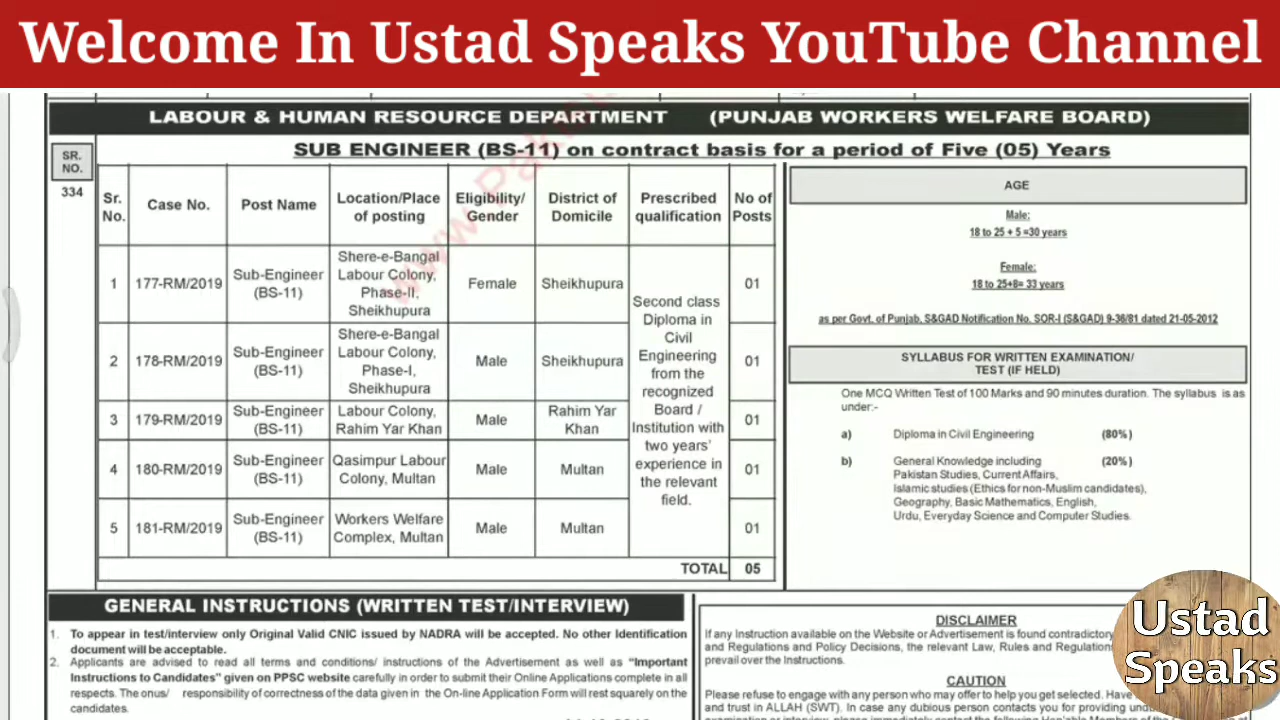 Welcome In Ustad Speaks YouTube Channel
LABOUR & HUMAN RESOURCE DEPARTMENT (PUNJAB WORKERS WELFARE BOARD)
SR. NO.
334
SUB ENGINEER (BS-11) on contract basis for a period of Five (05) Years
Sr. No. Case No. Post Name Location/Place of posting Eligibility/ Gender District of Domicile Prescribed qualification No of Posts
1 177-RM/2019 Sub-Engineer (BS-11) Shere-e-Bangal Labour Colony, Phase-II, Sheikhupura Female Sheikhupura 01
2 178-RM/2019 Sub-Engineer (BS-11) Shere-e-Bangal Labour Colony, Phase-I, Sheikhupura Male Sheikhupura 01
3 179-RM/2019 Sub-Engineer (BS-11) Labour Colony, Rahim Yar Khan Male Rahim Yar Khan 01
4 180-RM/2019 Sub-Engineer (BS-11) Qasimpur Labour Colony, Multan Male Multan 01
5 181-RM/2019 Sub-Engineer (BS-11) Workers Welfare Complex, Multan Male Multan 01
Second class
Diploma in
Civil
Engineering
from the
recognized
Board /
Institution with
two years'
experience in
the relevant
field.
TOTAL 05
AGE
Male:
18 to 25 + 5 =30 years
Female:
18 to 25+8= 33 years
as per Govt. of Punjab, S&GAD Notification No. SOR-I (S&GAD) 9-36/81 dated 21-05-2012
SYLLABUS FOR WRITTEN EXAMINATION/
TEST (IF HELD)
One MCQ Written Test of 100 Marks and 90 minutes duration. The syllabus is as
under:-
a) Diploma in Civil Engineering (80%)
b) General Knowledge including (20%)
Pakistan Studies, Current Affairs,
Islamic studies (Ethics for non-Muslim candidates),
Geography, Basic Mathematics, English,
Urdu, Everyday Science and Computer Studies.
GENERAL INSTRUCTIONS (WRITTEN TEST/INTERVIEW)
1. To appear in test/interview only Original Valid CNIC issued by NADRA will be accepted. No other Identification
document will be acceptable.
2. Applicants are advised to read all terms and conditions/ instructions of the Advertisement as well as "Important
Instructions to Candidates" given on PPSC website carefully in order to submit their Online Applications complete in all
respects. The onus/ responsibility of correctness of the data given in the On-line Application Form will rest squarely on the
candidates.
DISCLAIMER
If any Instruction available on the Website or Advertisement is found contradictory
and Regulations and Policy Decisions, the relevant Law, Rules and Regulations
prevail over the Instructions.
CAUTION
Please refuse to engage with any person who may offer to help you get selected. Have
and trust in ALLAH (SWT). In case any dubious person contacts you for providing
Ustad
Speaks